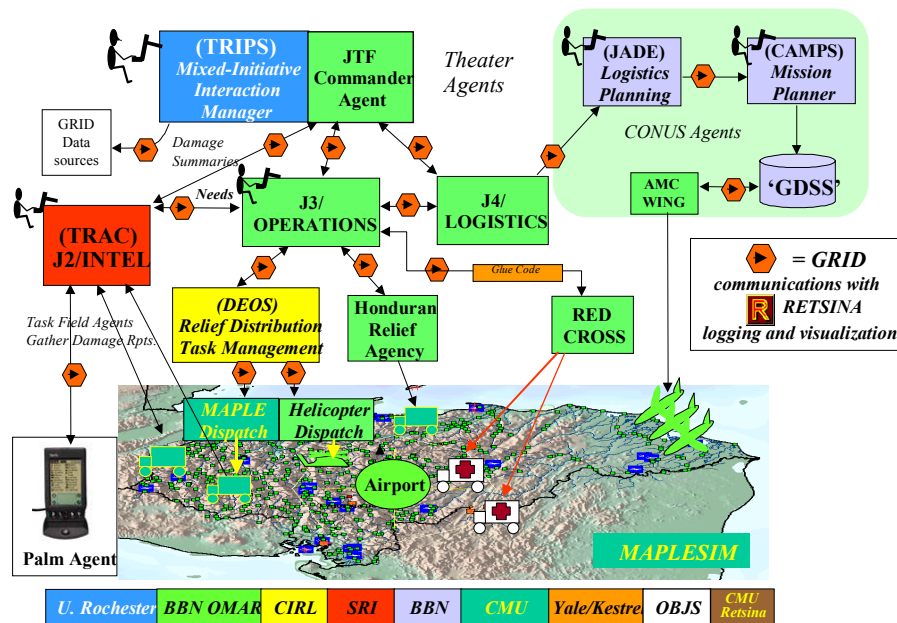 (TRIPS)
Mixed-Initiative
Interaction
Manager
JTF
Commander
Agent
Theater
Agents
(JADE)
Logistics
Planning
(CAMPS)
Mission
Planner
CONUS Agents
GRID
Data
sources
Damage
Summaries
Needs
J3/
OPERATIONS
J4/
LOGISTICS
AMC
WING
‘GDSS’
(TRAC)
J2/INTEL
Glue Code
= GRID
communications with
R RETSINA
logging and visualization
(DEOS)
Relief Distribution
Task Management
Honduran
Relief
Agency
RED
CROSS
Task Field Agents
Gather Damage Rpts.
MAPLE
Dispatch
Helicopter
Dispatch
Airport
Palm Agent
MAPLESIM
U. Rochester
BBN OMAR
CIRL
SRI
BBN
CMU
Yale/Kestrel
OBJS
CMU
Retsina